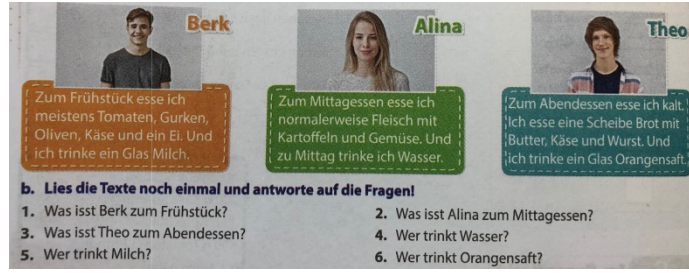 Berk
Zum Frühstück esse ich
meistens Tomaten, Gurken,
Oliven, Käse und ein Ei. Und
ich trinke ein Glas Milch.
Alina
Zum Mittagessen esse ich
normalerweise Fleisch mit
Kartoffeln und Gemüse. Und
zu Mittag trinke ich Wasser.
Theo
Zum Abendessen esse ich kalt.
Ich esse eine Scheibe Brot mit
Butter, Käse und Wurst. Und
ich trinke ein Glas Orangensaft.
b. Lies die Texte noch einmal und antworte auf die Fragen!
1. Was isst Berk zum Frühstück?
2. Was isst Alina zum Mittagessen?
3. Was isst Theo zum Abendessen?
4. Wer trinkt Wasser?
5. Wer trinkt Milch?
6. Wer trinkt Orangensaft?